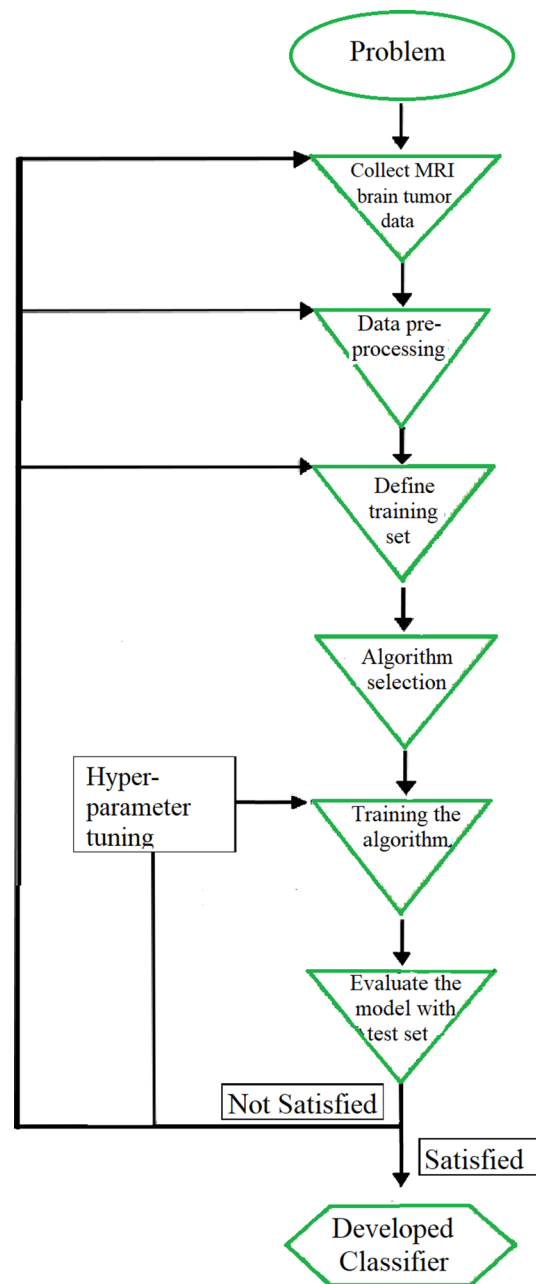 Problem
Collect MRI
brain tumor
data
Data pre-
processing
Define
training
set
Algorithm
selection
Hyper-
parameter
tuning
Training the
algorithm
Evaluate the
model with
test set
Not Satisfied
Satisfied
Developed
Classifier